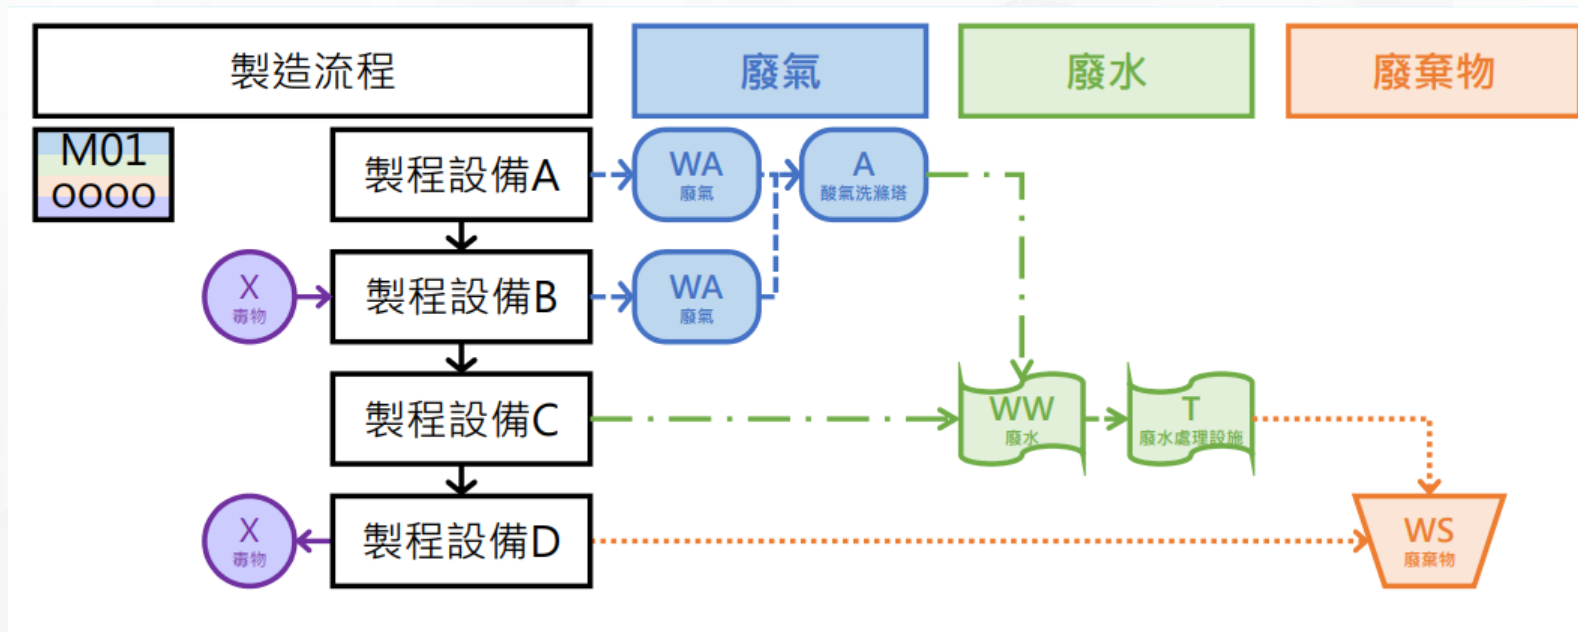 製造流程
廢氣
廢水
廢棄物
M01
oooo
製程設備A
WA
廢氣
A
酸氣洗滌塔
X
毒物
製程設備B
WA
廢氣
製程設備C
WW
廢水
T
廢水處理設施
X
毒物
製程設備D
WS
廢棄物